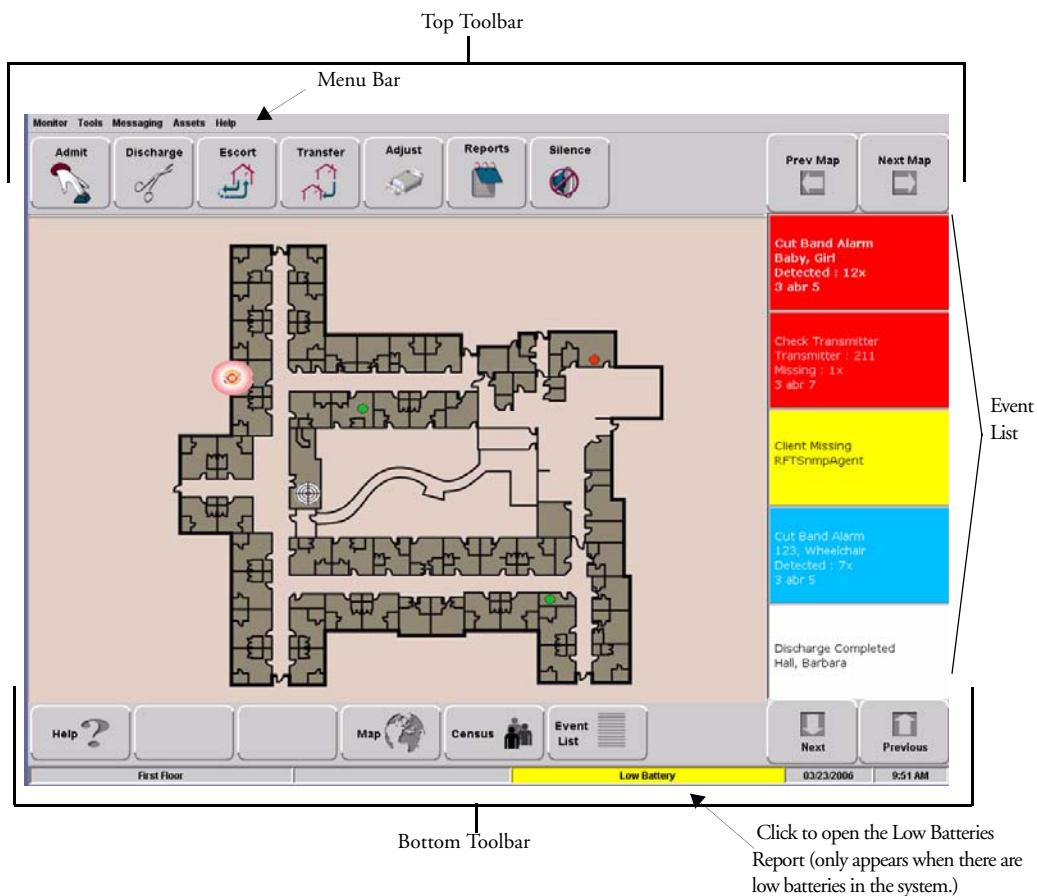 Top Toolbar
Menu Bar
Monitor Tools Messaging Assets Help
Admit
Discharge
Escort
Transfer
Adjust
Reports
Silence
Prev Map
Next Map
Cut Band Alarm
Baby, Girl
Detected : 12x
3 abr 5
Check Transmitter
Transmitter : 211
Missing : 1x
3 abr 7
Client Missing
RFTSnmpAgent
Cut Band Alarm
123, Wheelchair
Detected : 7x
3 abr 5
Discharge Completed
Hall, Barbara
Event
List
Help
Map
Census
Event
List
Next
Previous
First Floor
Low Battery
03/23/2006
9:51 AM
Bottom Toolbar
Click to open the Low Batteries
Report (only appears when there are
low batteries in the system.)